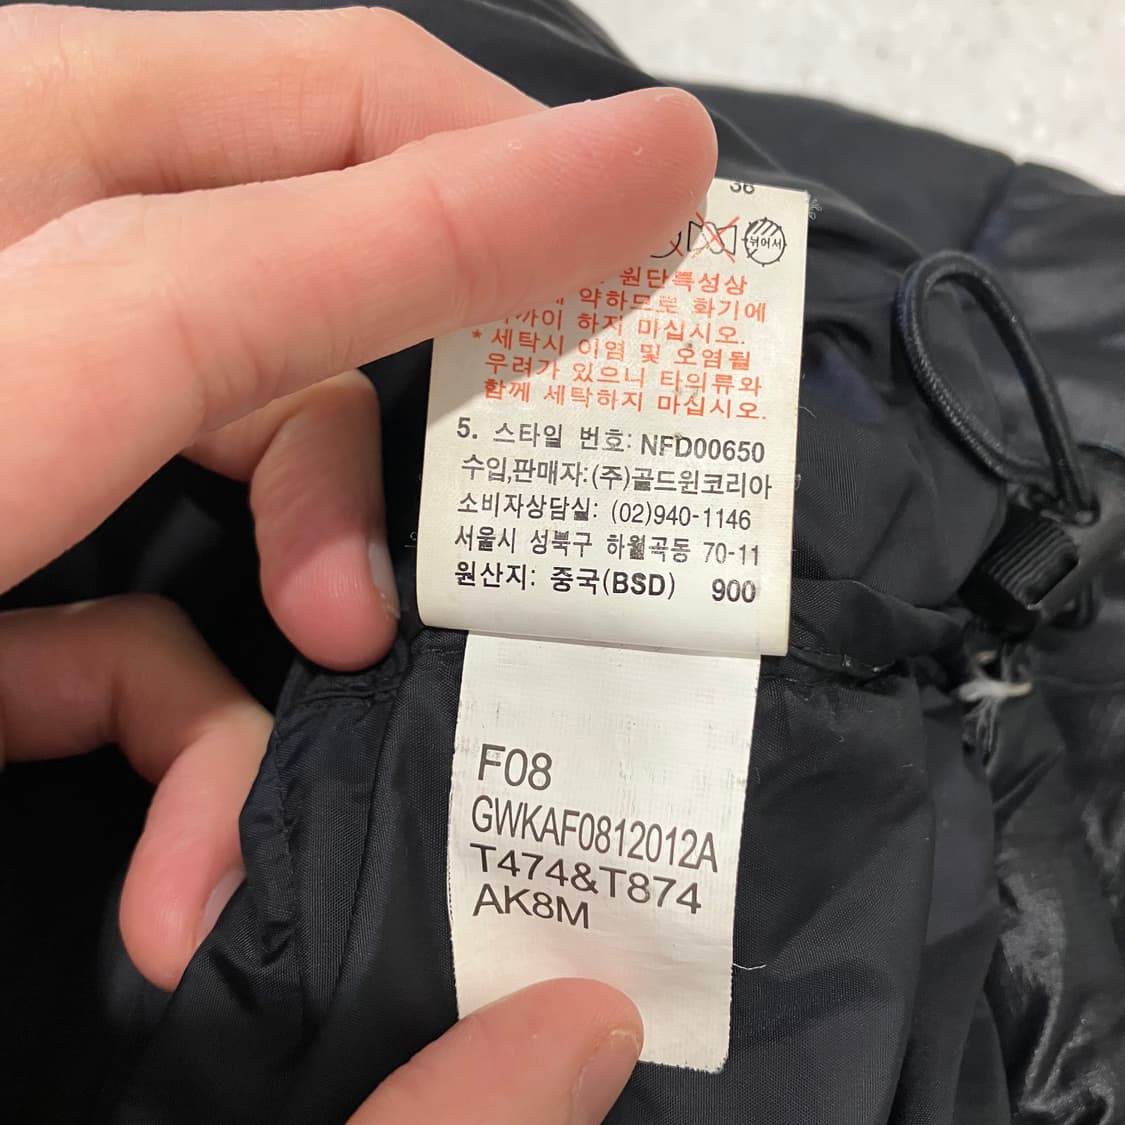 36
뉘어서
원단특성상
약하므로 화기에
하지 마십시오.
* 세탁시 이염 및 오염될
우려가 있으니 타의류와
함께 세탁하지 마십시오.
5. 스타일 번호: NFD00650
수입,판매자:(주)골드윈코리아
소비자상담실: (02)940-1146
서울시 성북구 하월곡동 70-11
원산지: 중국(BSD) 900
F08
GWKAF0812012A
T474&T874
AK8M